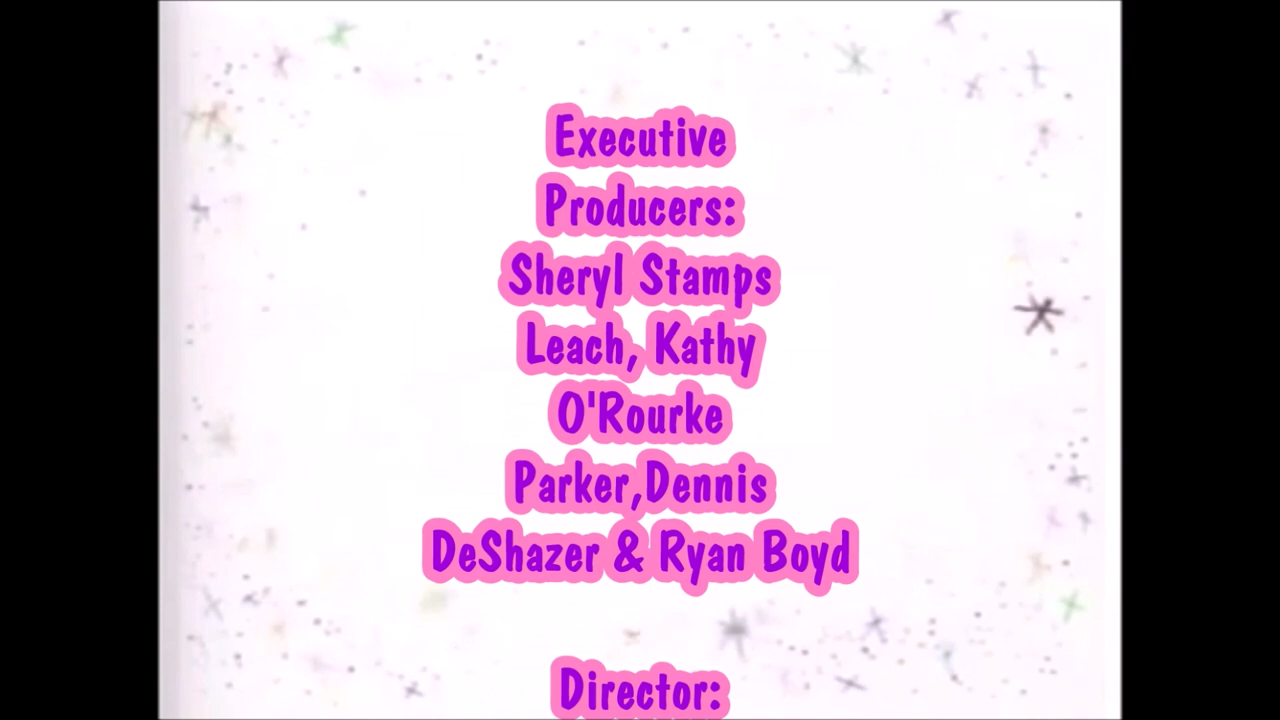 Executive
Producers:
Sheryl Stamps
Leach, Kathy
O'Rourke
Parker,Dennis
DeShazer & Ryan Boyd
Director: